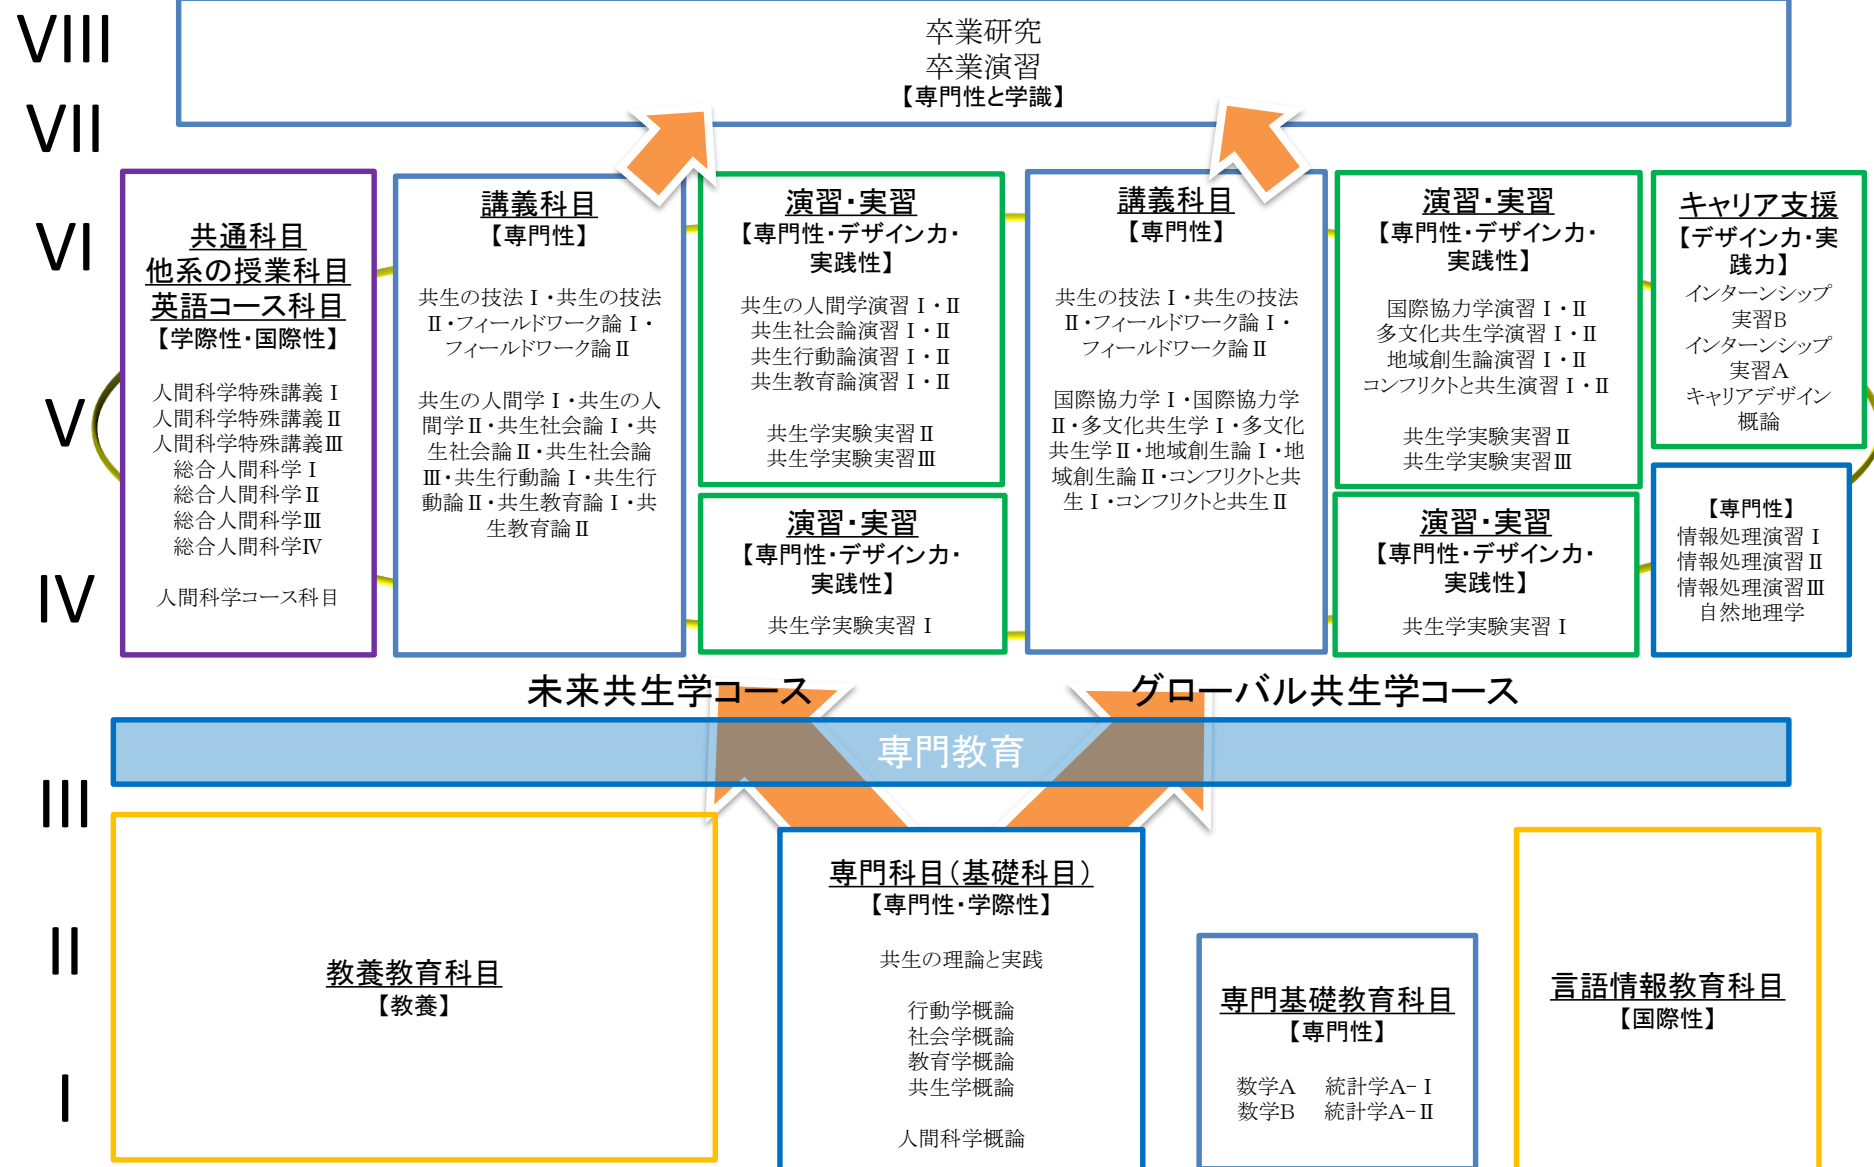 VIII
卒業研究
卒業演習
【専門性と学識】
VII
VI
V
IV
共通科目
他系の授業科目
英語コース科目
【学際性・国際性】
人間科学特殊講義Ⅰ
人間科学特殊講義Ⅱ
人間科学特殊講義Ⅲ
総合人間科学Ⅰ
総合人間科学Ⅱ
総合人間科学Ⅲ
総合人間科学Ⅳ
人間科学コース科目
講義科目
【専門性】
共生の技法Ⅰ・共生の技法
Ⅱ・フィールドワーク論Ⅰ・
フィールドワーク論Ⅱ
共生の人間学Ⅰ・共生の人
間学Ⅱ・共生社会論Ⅰ・共
生社会論Ⅱ・共生社会論
Ⅲ・共生行動論Ⅰ・共生行
動論Ⅱ・共生教育論Ⅰ・共
生教育論Ⅱ
演習・実習
【専門性・デザイン力・
実践性】
共生の人間学演習Ⅰ・Ⅱ
共生社会論演習Ⅰ・Ⅱ
共生行動論演習Ⅰ・Ⅱ
共生教育論演習Ⅰ・Ⅱ
共生学実験実習Ⅱ
共生学実験実習Ⅲ
演習・実習
【専門性・デザイン力・
実践性】
共生学実験実習Ⅰ
講義科目
【専門性】
共生の技法Ⅰ・共生の技法
Ⅱ・フィールドワーク論Ⅰ・
フィールドワーク論Ⅱ
国際協力学Ⅰ・国際協力学
Ⅱ・多文化共生学Ⅰ・多文化
共生学Ⅱ・地域創生論Ⅰ・地
域創生論Ⅱ・コンフリクトと共
生Ⅰ・コンフリクトと共生Ⅱ
演習・実習
【専門性・デザイン力・
実践性】
国際協力学演習Ⅰ・Ⅱ
多文化共生学演習Ⅰ・Ⅱ
地域創生論演習Ⅰ・Ⅱ
コンフリクトと共生演習Ⅰ・Ⅱ
共生学実験実習Ⅱ
共生学実験実習Ⅲ
演習・実習
【専門性・デザイン力・
実践性】
共生学実験実習Ⅰ
キャリア支援
【デザイン力・実
践力】
インターンシップ
実習B
インターンシップ
実習A
キャリアデザイン
概論
【専門性】
情報処理演習Ⅰ
情報処理演習Ⅱ
情報処理演習Ⅲ
自然地理学
未来共生学コース
グローバル共生学コース
専門教育
III
II
I
教養教育科目
【教養】
専門科目（基礎科目）
【専門性・学際性】
共生の理論と実践
行動学概論
社会学概論
教育学概論
共生学概論
人間科学概論
専門基礎教育科目
【専門性】
数学A 統計学A-Ⅰ
数学B 統計学A-Ⅱ
言語情報教育科目
【国際性】